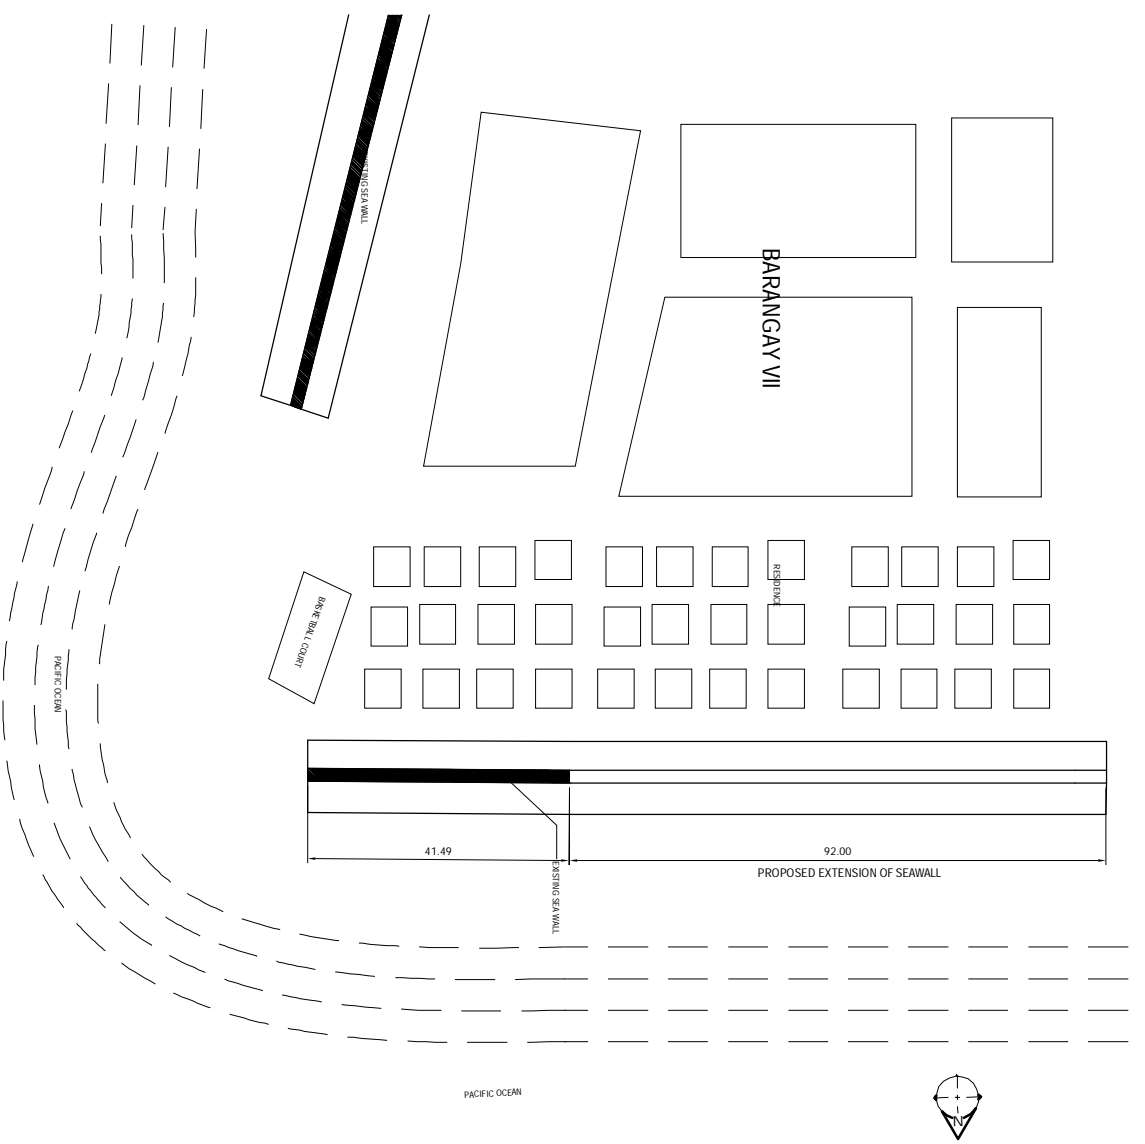 EXISTING SEA WALL
BARANGAY VII
RESIDENCE
BASKETBALL COURT
PACIFIC OCEAN
41.49
92.00
PROPOSED EXTENSION OF SEAWALL
EXISTING SEA WALL
PACIFIC OCEAN
N